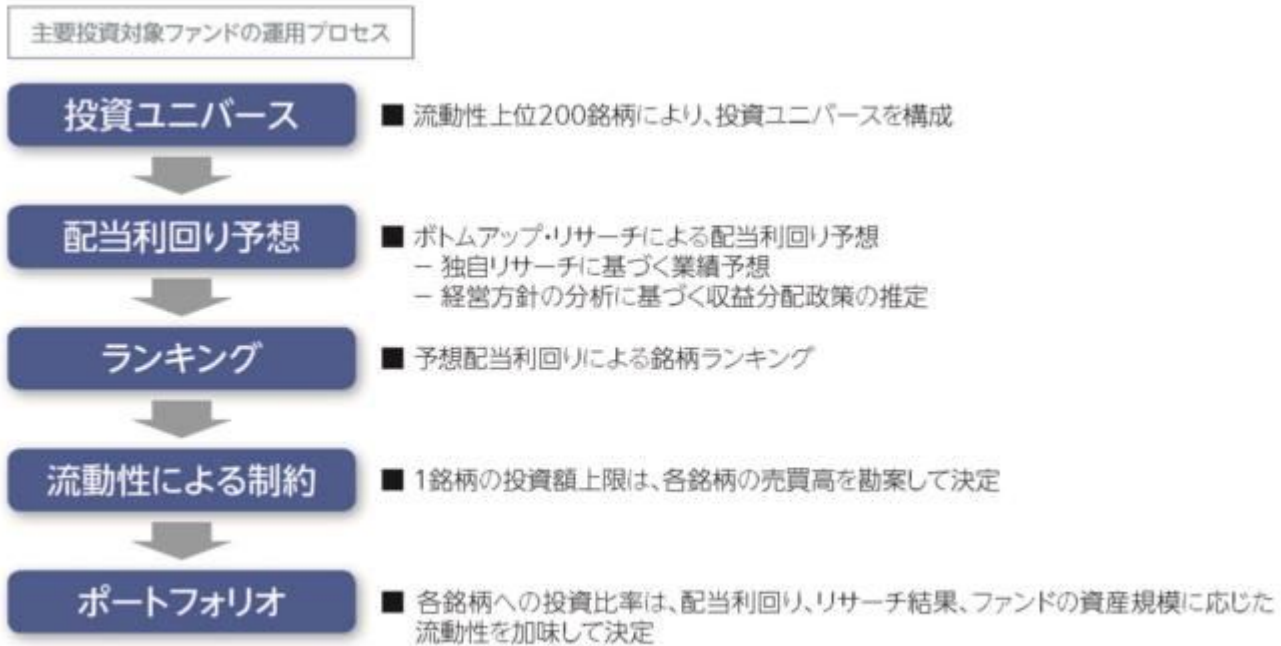 主要投資対象ファンドの運用プロセス
投資ユニバース
■ 流動性上位200銘柄により、投資ユニバースを構成
配当利回り予想
■ ボトムアップ・リサーチによる配当利回り予想
－ 独自リサーチに基づく業績予想
－ 経営方針の分析に基づく収益分配政策の推定
ランキング
■ 予想配当利回りによる銘柄ランキング
流動性による制約
■ 1銘柄の投資額上限は、各銘柄の売買高を勘案して決定
ポートフォリオ
■ 各銘柄への投資比率は、配当利回り、リサーチ結果、ファンドの資産規模に応じた
流動性を加味して決定